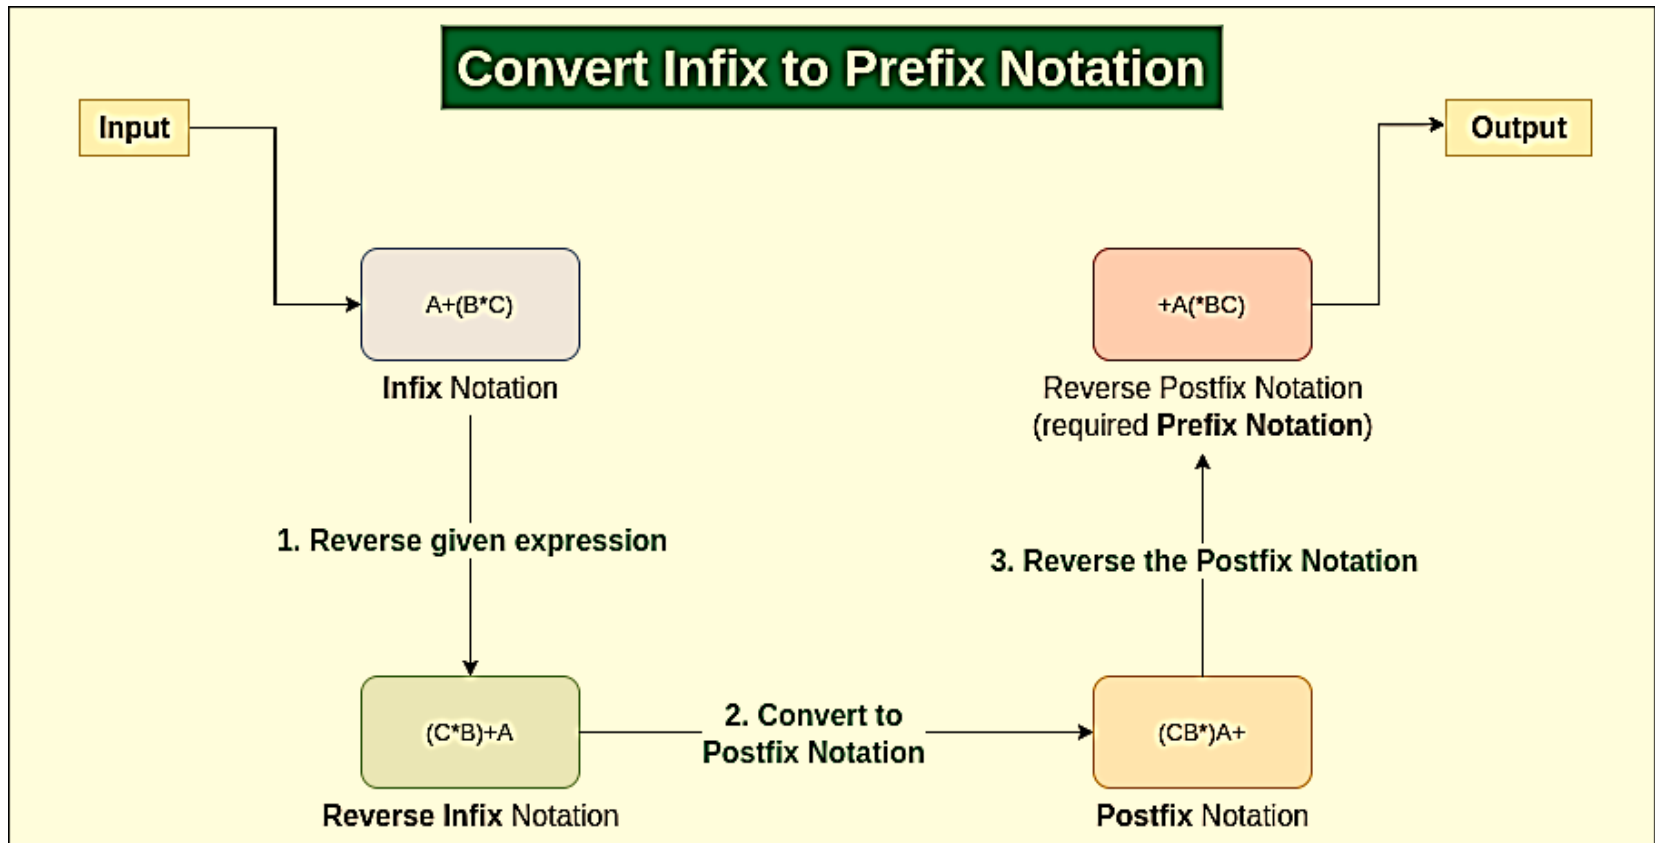 Convert Infix to Prefix Notation
Input
Output
A+(B*C)
Infix Notation
1. Reverse given expression
(C*B)+A
Reverse Infix Notation
2. Convert to
Postfix Notation
(CB*)A+
Postfix Notation
3. Reverse the Postfix Notation
+A(*BC)
Reverse Postfix Notation
(required Prefix Notation)